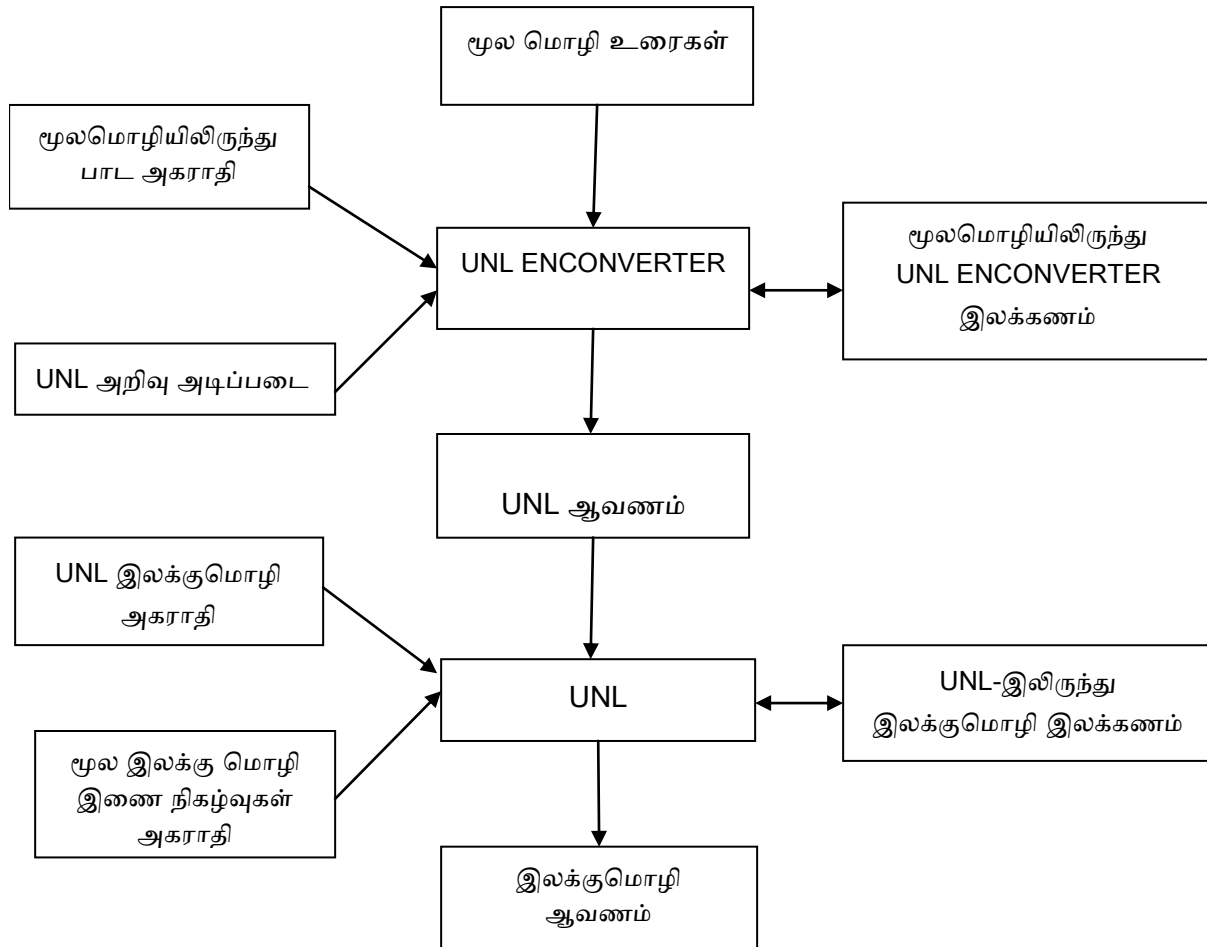 மூல மொழி உரைகள்
மூலமொழியிலிருந்து
பாட அகராதி
UNL ENCONVERTER
மூலமொழியிலிருந்து
UNL ENCONVERTER
இலக்கணம்
UNL அறிவு அடிப்படை
UNL ஆவணம்
UNL இலக்குமொழி
அகராதி
UNL
UNL-இலிருந்து
இலக்குமொழி இலக்கணம்
மூல இலக்கு மொழி
இணை நிகழ்வுகள்
அகராதி
இலக்குமொழி
ஆவணம்